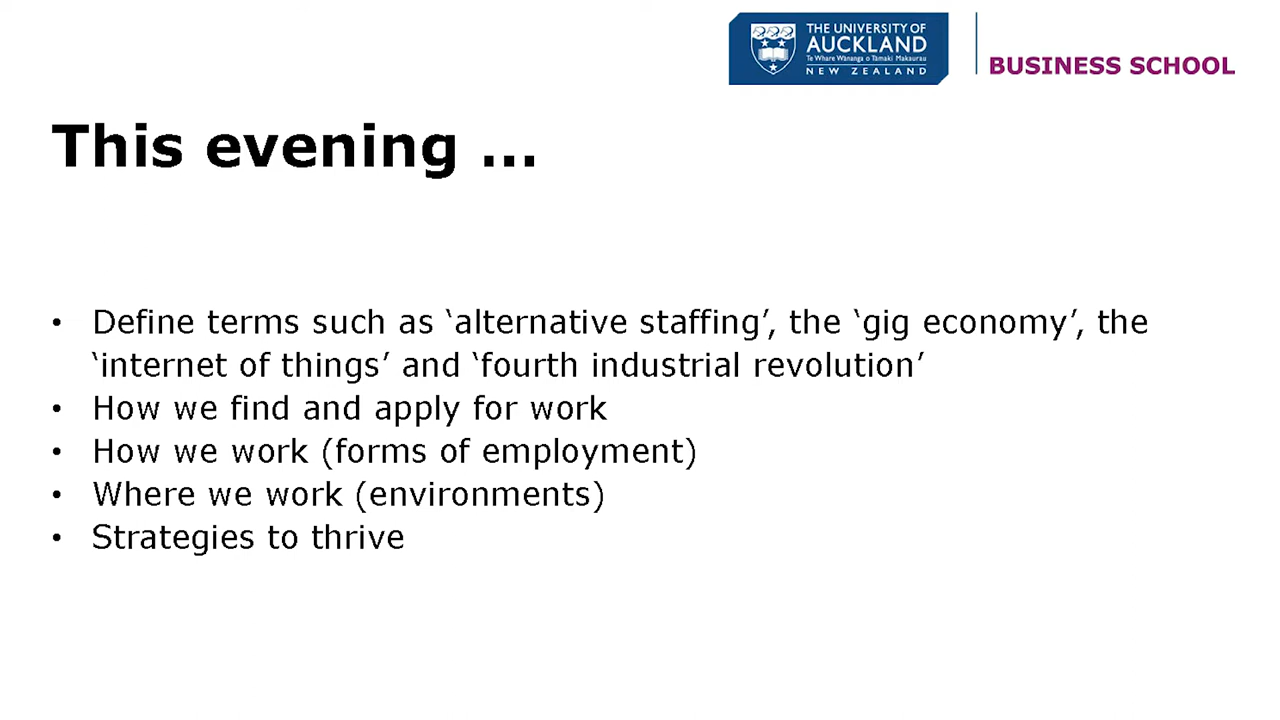 THE UNIVERSITY OF
AUCKLAND
Te Whare Wānanga o Tāmaki Makaurau
NEW ZEALAND
BUSINESS SCHOOL
This evening ...
• Define terms such as ‘alternative staffing’, the ‘gig economy’, the
‘internet of things’ and ‘fourth industrial revolution’
• How we find and apply for work
• How we work (forms of employment)
• Where we work (environments)
• Strategies to thrive